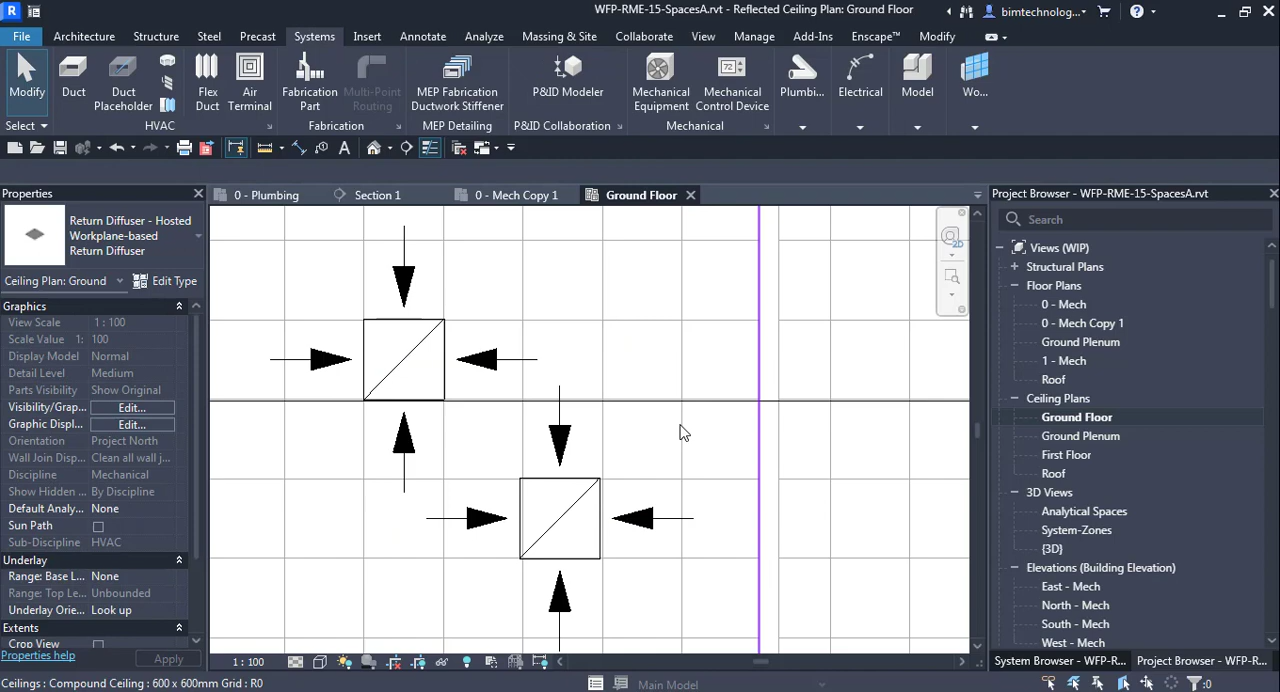 R
WFP-RME-15-SpacesA.rvt - Reflected Ceiling Plan: Ground Floor
bimtechnolog...
File Architecture Structure Steel Precast Systems Insert Annotate Analyze Massing & Site Collaborate View Manage Add-Ins Enscape™ Modify
Modify
Duct
Duct Placeholder
Flex Duct
Air Terminal
Fabrication Part
Multi-Point Routing
MEP Fabrication Ductwork Stiffener
P&ID Modeler
Mechanical Equipment
Mechanical Control Device
Plumbi...
Electrical
Model
Wo...
Select HVAC Fabrication MEP Detailing P&ID Collaboration Mechanical
Properties
0 - Plumbing Section 1 0 - Mech Copy 1 Ground Floor
Project Browser - WFP-RME-15-SpacesA.rvt
Return Diffuser - Hosted
Workplane-based
Return Diffuser
Ceiling Plan: Ground Edit Type
Graphics
View Scale 1 : 100
Scale Value 1: 100
Display Model Normal
Detail Level Medium
Parts Visibility Show Original
Visibility/Grap... Edit...
Graphic Displ... Edit...
Orientation Project North
Wall Join Disp... Clean all wall j...
Discipline Mechanical
Show Hidden ... By Discipline
Default Analy... None
Sun Path
Sub-Discipline HVAC
Underlay
Range: Base L... None
Range: Top Le... Unbounded
Underlay Orie... Look up
Extents
Crop View
Properties help Apply
2D
Search
Views (WIP)
Structural Plans
Floor Plans
0 - Mech
0 - Mech Copy 1
Ground Plenum
1 - Mech
Roof
Ceiling Plans
Ground Floor
Ground Plenum
First Floor
Roof
3D Views
Analytical Spaces
System-Zones
{3D}
Elevations (Building Elevation)
East - Mech
North - Mech
South - Mech
West - Mech
1 : 100
System Browser - WFP-R... Project Browser - WFP-R...
Ceilings : Compound Ceiling : 600 x 600mm Grid : R0
Main Model
:0